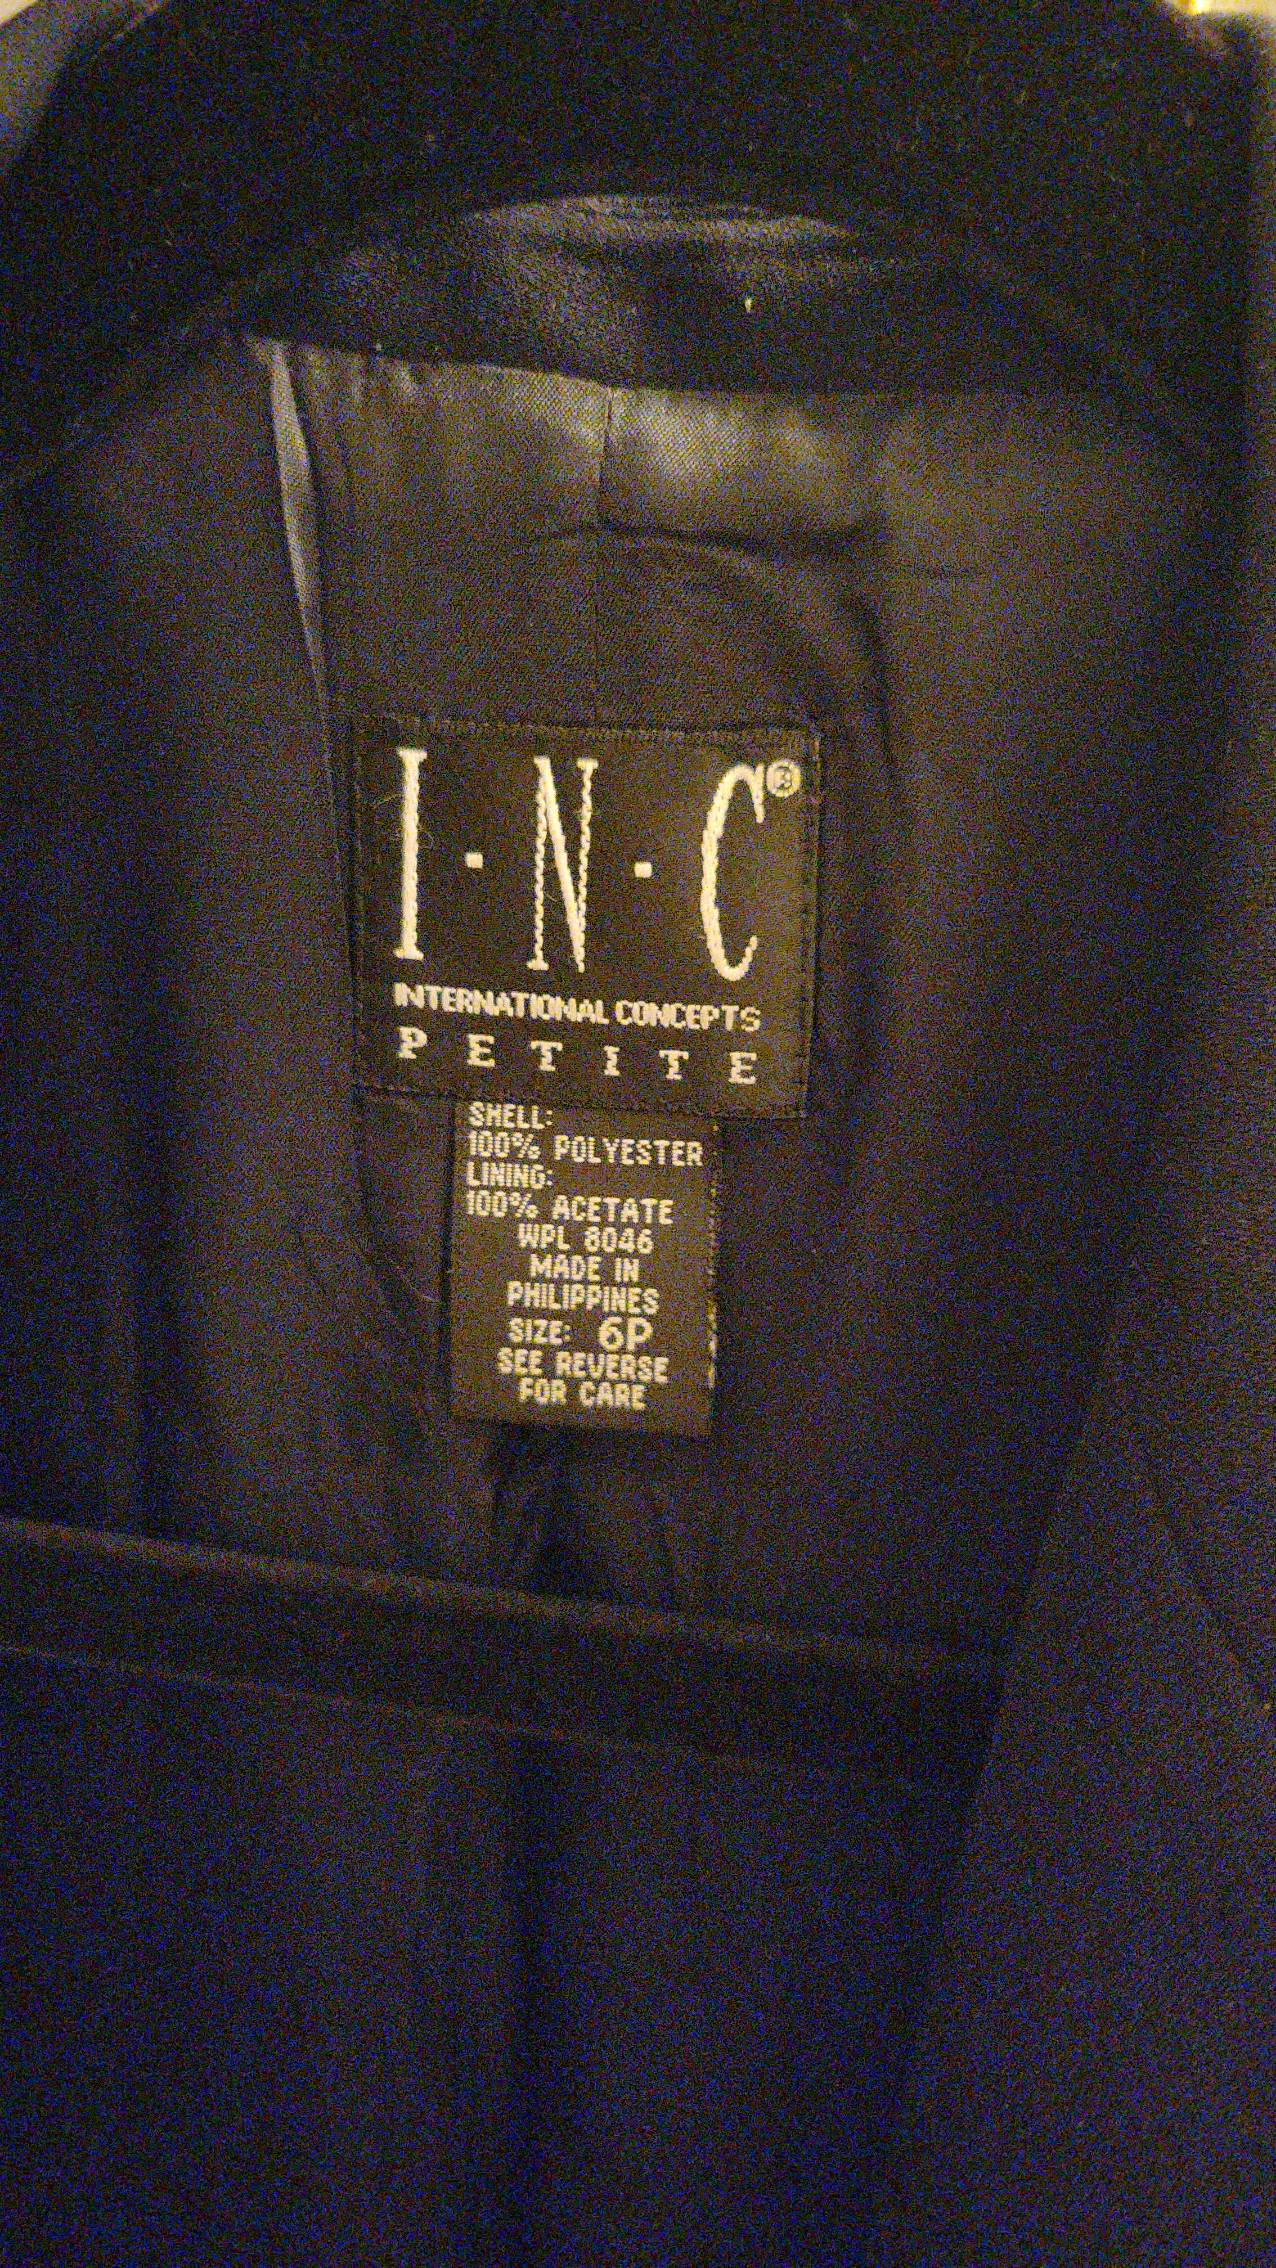 I·N·C®
INTERNATIONAL CONCEPTS
PETITE
SHELL:
100% POLYESTER
LINING:
100% ACETATE
WPL 8046
MADE IN
PHILIPPINES
SIZE: 6P
SEE REVERSE
FOR CARE